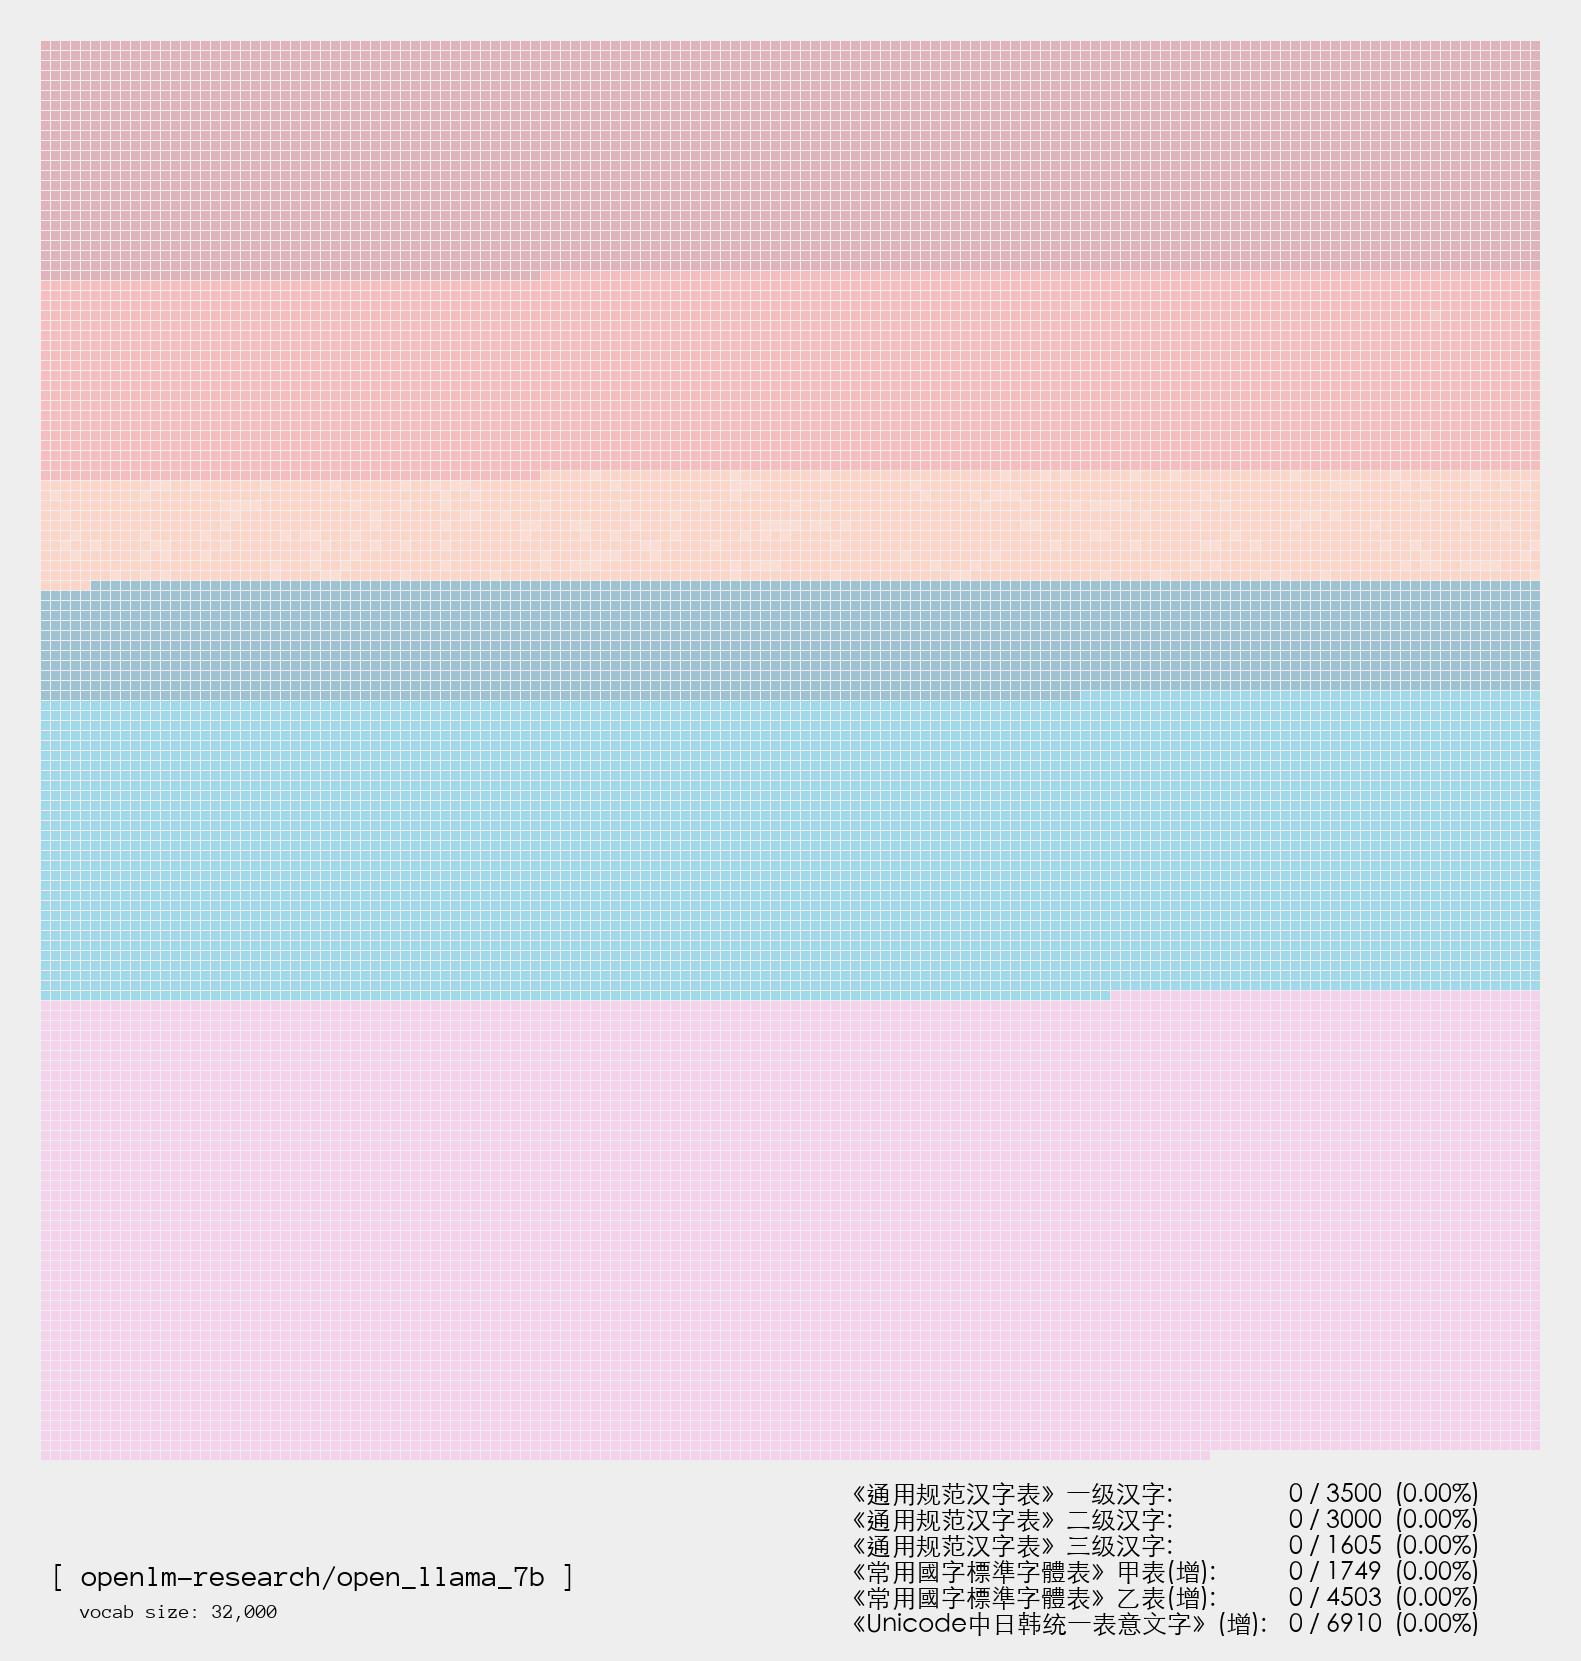 [ openlm-research/open_llama_7b ]
vocab size: 32,000
《通用规范汉字表》一级汉字: 0 / 3500 (0.00%)
《通用规范汉字表》二级汉字: 0 / 3000 (0.00%)
《通用规范汉字表》三级汉字: 0 / 1605 (0.00%)
《常用國字標準字體表》甲表(增): 0 / 1749 (0.00%)
《常用國字標準字體表》乙表(增): 0 / 4503 (0.00%)
《Unicode中日韩统一表意文字》(增): 0 / 6910 (0.00%)